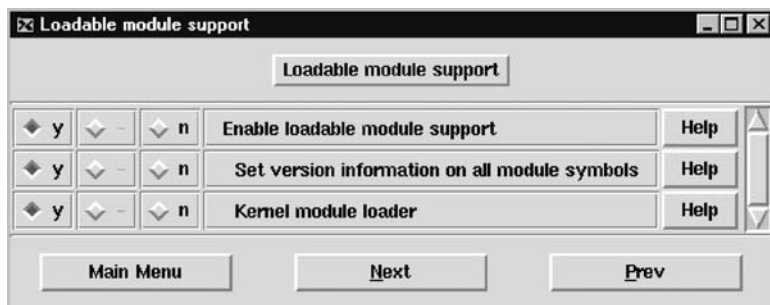 Loadable module support
Loadable module support
y - n Enable loadable module support Help
y - n Set version information on all module symbols Help
y - n Kernel module loader Help
Main Menu Next Prev